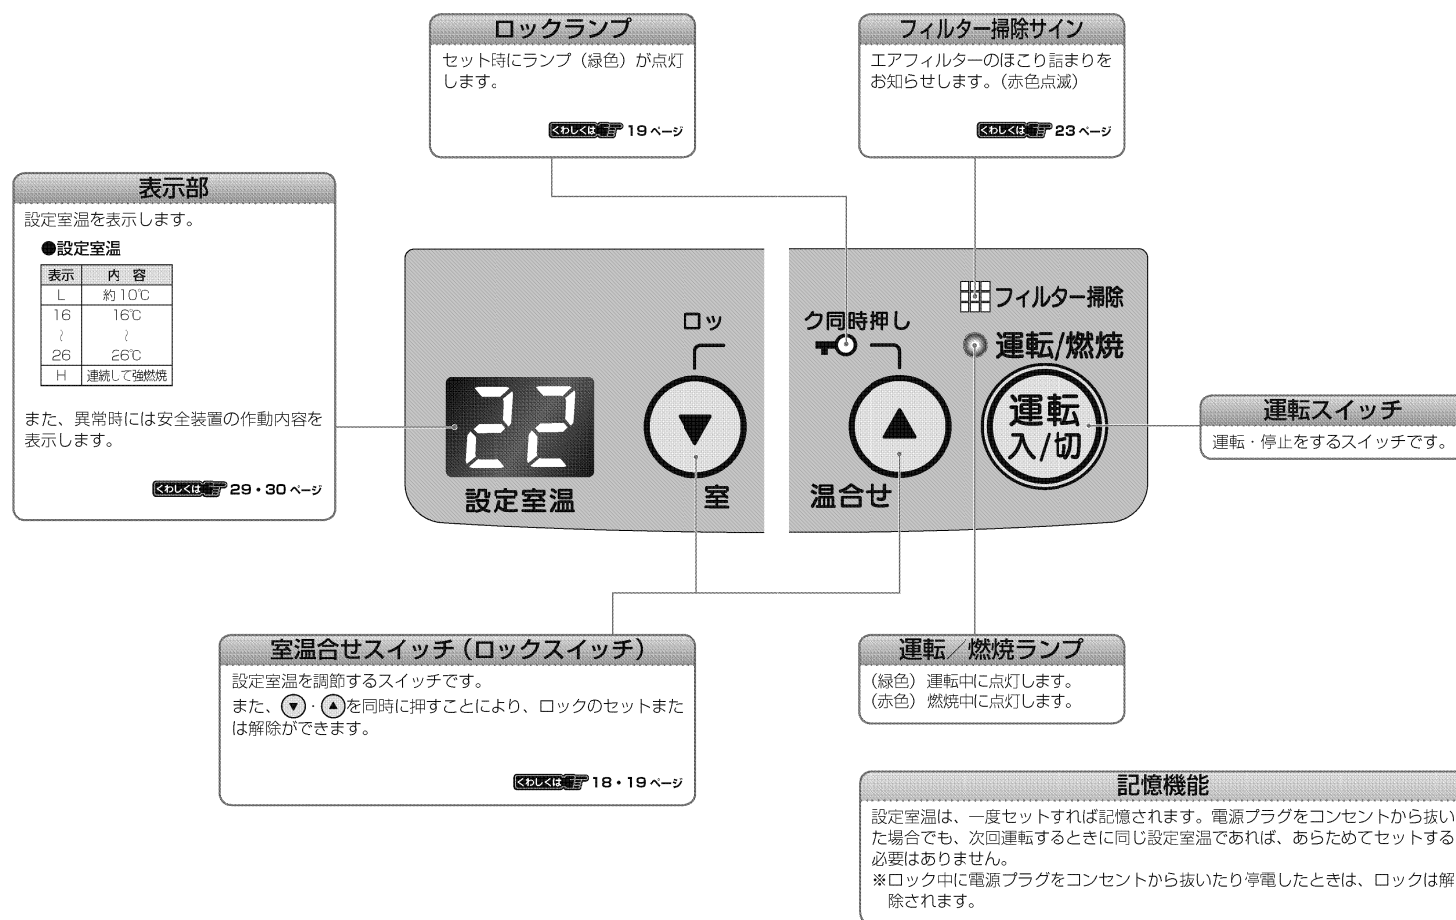 ロックランプ
セット時にランプ（緑色）が点灯
します。
くわしくは 19 ページ
フィルター掃除サイン
エアフィルターのほこり詰まりを
お知らせします。（赤色点滅）
くわしくは 23 ページ
表示部
設定室温を表示します。
●設定室温
表示 内　容
L 約10℃
16 16℃
〜 〜
26 26℃
H 連続して強燃焼
また、異常時には安全装置の作動内容を
表示します。
くわしくは 29・30 ページ
フィルター掃除
ロッ ク同時押し
運転/燃焼
22
▼
▲
運転
入/切
設定室温
室 温合せ
運転スイッチ
運転・停止をするスイッチです。
室温合せスイッチ（ロックスイッチ）
設定室温を調節するスイッチです。
また、▼・▲を同時に押すことにより、ロックのセットまた
は解除ができます。
くわしくは 18・19 ページ
運転／燃焼ランプ
（緑色）運転中に点灯します。
（赤色）燃焼中に点灯します。
記憶機能
設定室温は、一度セットすれば記憶されます。電源プラグをコンセントから抜い
た場合でも、次回運転するときに同じ設定室温であれば、あらためてセットする
必要はありません。
※ロック中に電源プラグをコンセントから抜いたり停電したときは、ロックは解
除されます。